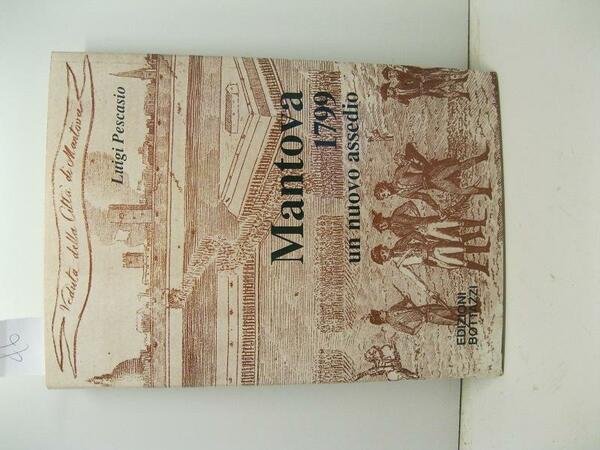 Veduta della Città di Mantova
Luigi Pescasio
Mantova
1799
un nuovo assedio
EDIZIONI
BOTTAZZI